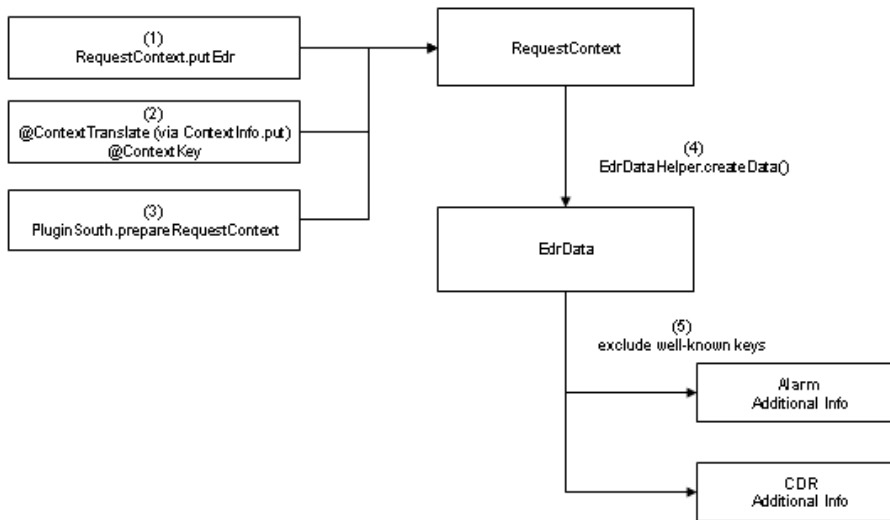 (1)
RequestContext.putEdr
RequestContext
(2)
@ContextTranslate (via ContextInfo.put)
@ContextKey
(4)
EdrDataHelper.createData()
(3)
PluginSouth.prepareRequestContext
EdrData
(5)
exclude well-known keys
Alarm
Additional Info
CDR
Additional Info